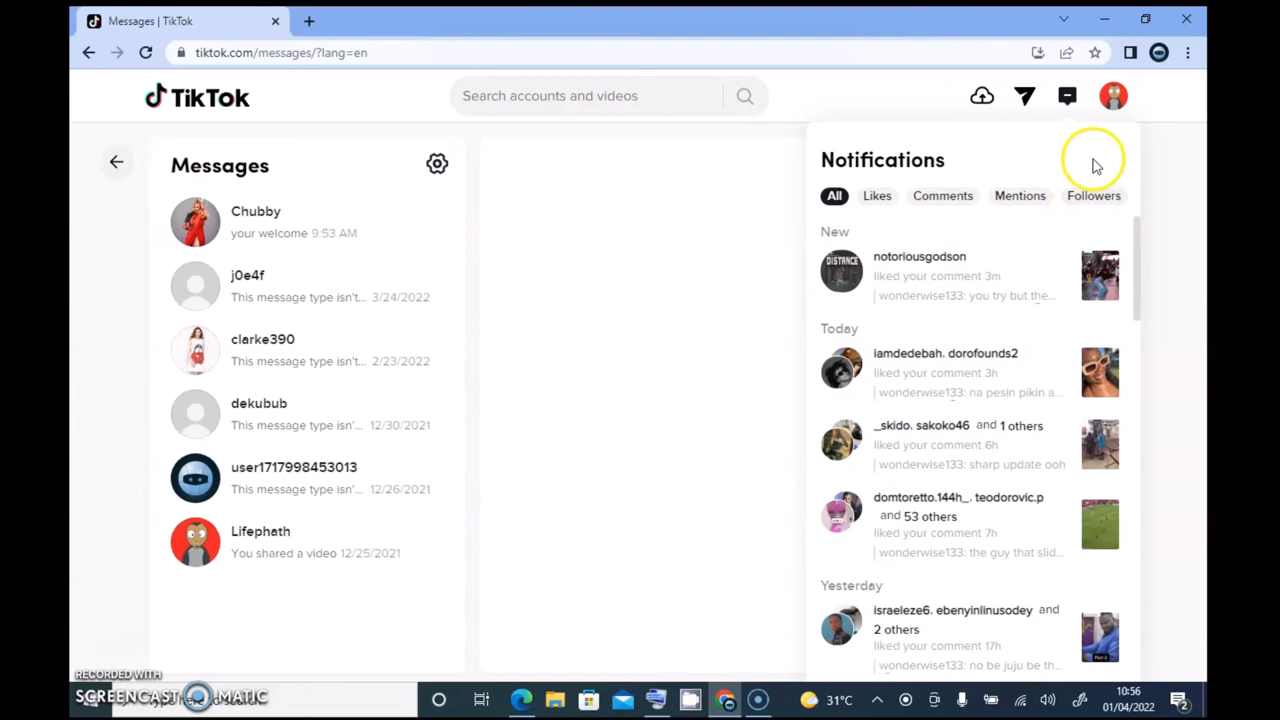 Messages | TikTok
tiktok.com/messages/?lang=en
TikTok
Search accounts and videos
Messages
Chubby
your welcome 9:53 AM
j0e4f
This message type isn't... 3/24/2022
clarke390
This message type isn't... 2/23/2022
dekubub
This message type isn'... 12/30/2021
user1717998453013
This message type isn'... 12/26/2021
Lifephath
You shared a video 12/25/2021
Notifications
All Likes Comments Mentions Followers
New
notoriousgodson
liked your comment 3m
wonderwise133: you try but the...
DISTANCE
Today
iamdedebah. dorofounds2
liked your comment 3h
wonderwise133: na pesin pikin a...
_skido. sakoko46 and 1 others
liked your comment 6h
wonderwise133: sharp update ooh
domtoretto.144h_. teodorovic.p
and 53 others
liked your comment 7h
wonderwise133: the guy that slid...
Yesterday
israeleze6. ebenyinlinusodey and
2 others
liked your comment 17h
wonderwise133: no be juju be th...
RECORDED WITH
SCREENCAST MATIC
31°C
10:56
01/04/2022
2